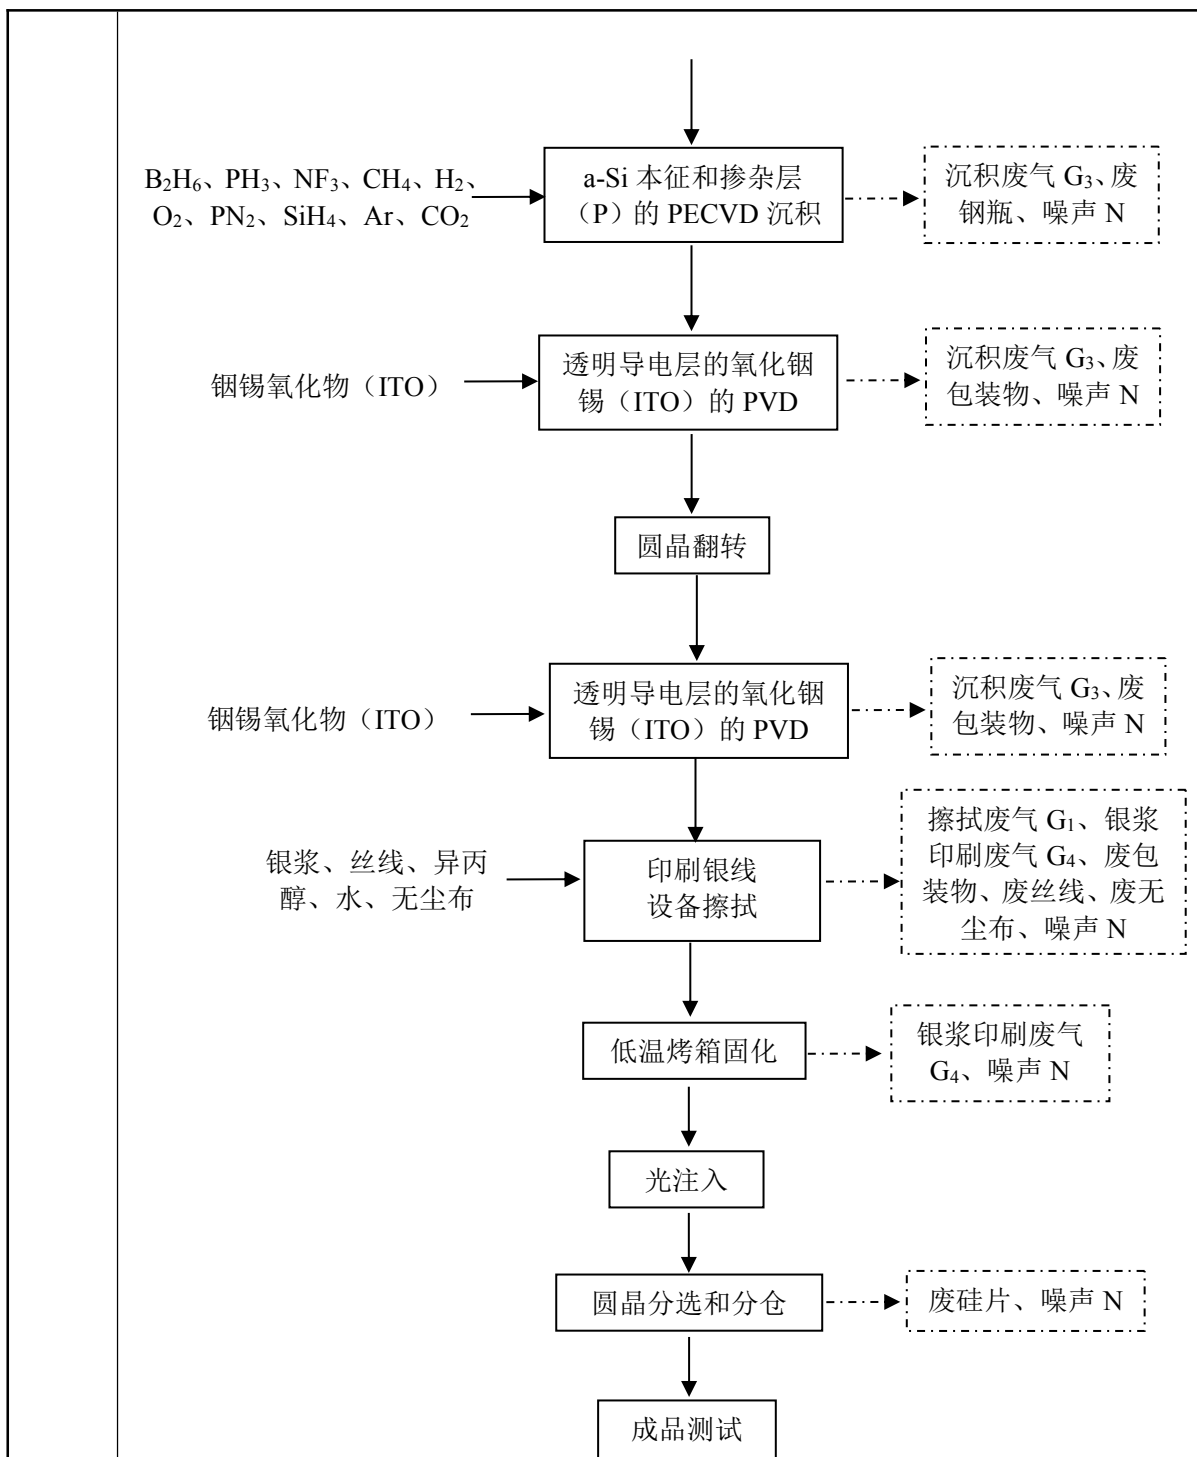 B₂H₆、PH₃、NF₃、CH₄、H₂、
O₂、PN₂、SiH₄、Ar、CO₂
a-Si 本征和掺杂层
（P）的 PECVD 沉积
沉积废气 G₃、废
钢瓶、噪声 N
铟锡氧化物（ITO）
透明导电层的氧化铟
锡（ITO）的 PVD
沉积废气 G₃、废
包装物、噪声 N
圆晶翻转
铟锡氧化物（ITO）
透明导电层的氧化铟
锡（ITO）的 PVD
沉积废气 G₃、废
包装物、噪声 N
银浆、丝线、异丙
醇、水、无尘布
印刷银线
设备擦拭
擦拭废气 G₁、银浆
印刷废气 G₄、废包
装物、废丝线、废无
尘布、噪声 N
低温烤箱固化
银浆印刷废气
G₄、噪声 N
光注入
圆晶分选和分仓
废硅片、噪声 N
成品测试